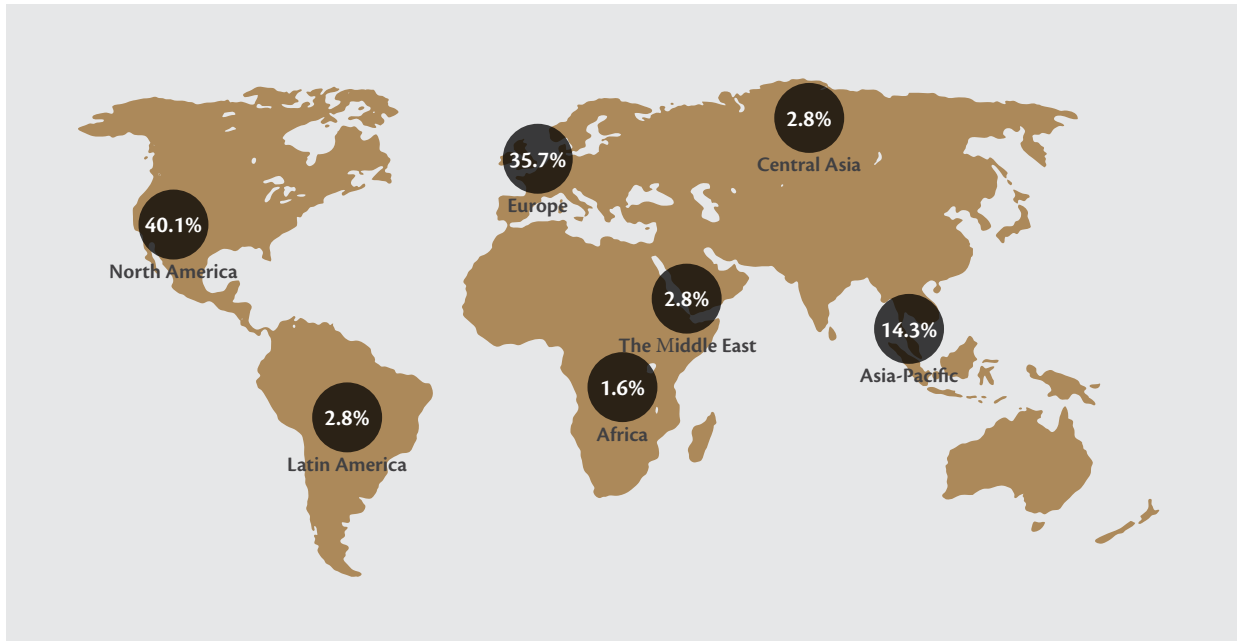 2.8%
Central Asia
35.7%
Europe
40.1%
North America
2.8%
The Middle East
14.3%
Asia-Pacific
1.6%
Africa
2.8%
Latin America